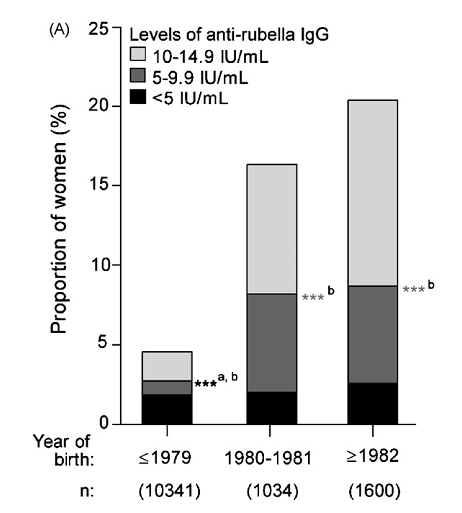 (A)
25
20
15
10
5
0
Proportion of women (%)
Levels of anti-rubella IgG
10-14.9 IU/mL
5-9.9 IU/mL
<5 IU/mL
***a, b
***b
***b
Year of
birth:
≤1979 1980-1981 ≥1982
n: (10341) (1034) (1600)